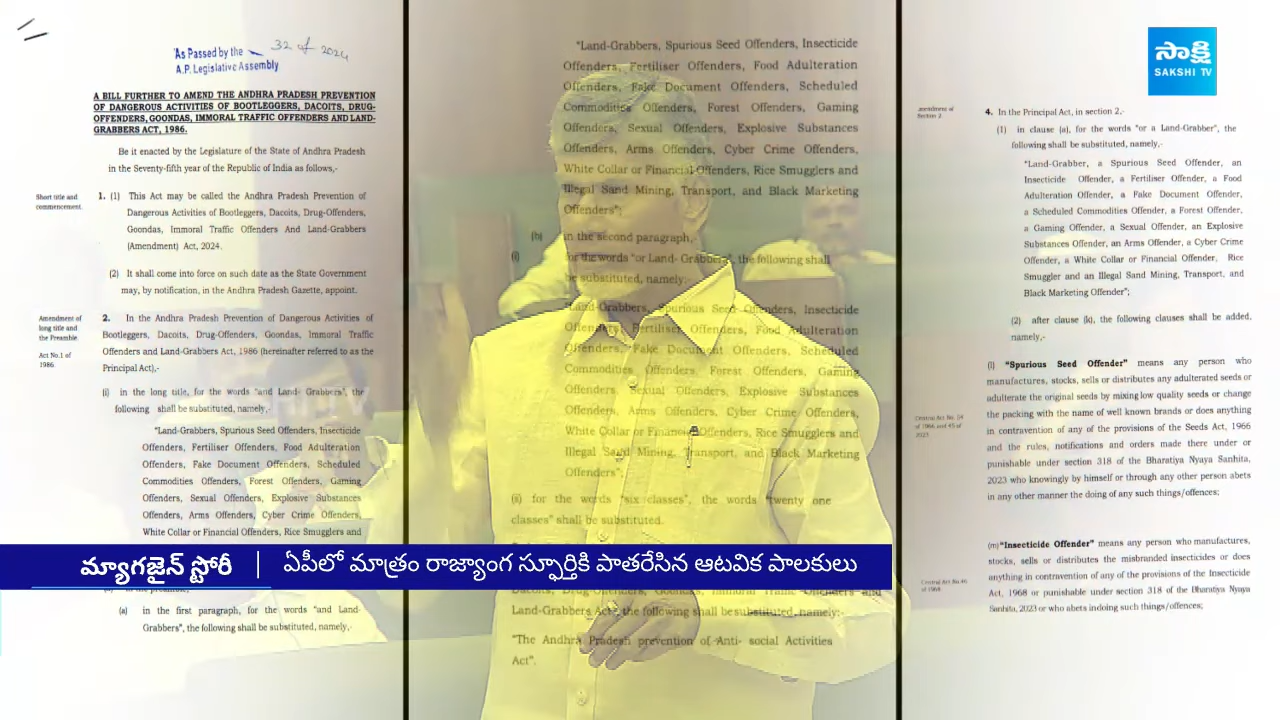 As Passed by the 32 of 2024
A.P. Legislative Assembly
A BILL FURTHER TO AMEND THE ANDHRA PRADESH PREVENTION
OF DANGEROUS ACTIVITIES OF BOOTLEGGERS, DACOITS, DRUG-
OFFENDERS, GOONDAS, IMMORAL TRAFFIC OFFENDERS AND LAND-
GRABBERS ACT, 1986.
Be it enacted by the Legislature of the State of Andhra Pradesh
in the Seventy-fifth year of the Republic of India as follows,-
Short title and
commencement.
1. (1) This Act may be called the Andhra Pradesh Prevention of
Dangerous Activities of Bootleggers, Dacoits, Drug-Offenders,
Goondas, Immoral Traffic Offenders And Land-Grabbers
(Amendment) Act, 2024.
(2) It shall come into force on such date as the State Government
may, by notification, in the Andhra Pradesh Gazette, appoint.
Amendment of
long title and
the Preamble.
Act No.1 of
1986
2. In the Andhra Pradesh Prevention of Dangerous Activities of
Bootleggers, Dacoits, Drug-Offenders, Goondas, Immoral Traffic
Offenders and Land-Grabbers Act, 1986 (hereinafter referred to as the
Principal Act),-
(i) in the long title, for the words "and Land- Grabbers", the
following shall be substituted, namely,-
"Land-Grabbers, Spurious Seed Offenders, Insecticide
Offenders, Fertiliser Offenders, Food Adulteration
Offenders, Fake Document Offenders, Scheduled
Commodities Offenders, Forest Offenders, Gaming
Offenders, Sexual Offenders, Explosive Substances
Offenders, Arms Offenders, Cyber Crime Offenders,
White Collar or Financial Offenders, Rice Smugglers and
(a) in the first paragraph, for the words "and Land-
Grabbers", the following shall be substituted, namely,-
"Land-Grabbers, Spurious Seed Offenders, Insecticide
Offenders, Fertiliser Offenders, Food Adulteration
Offenders, Fake Document Offenders, Scheduled
Commodities Offenders, Forest Offenders, Gaming
Offenders, Sexual Offenders, Explosive Substances
Offenders, Arms Offenders, Cyber Crime Offenders,
White Collar or Financial Offenders, Rice Smugglers and
Illegal Sand Mining, Transport, and Black Marketing
Offenders";
(b) in the second paragraph,-
(i) for the words "or Land- Grabbers", the following shall
be substituted, namely:-
"Land-Grabbers, Spurious Seed Offenders, Insecticide
Offenders, Fertiliser Offenders, Food Adulteration
Offenders, Fake Document Offenders, Scheduled
Commodities Offenders, Forest Offenders, Gaming
Offenders, Sexual Offenders, Explosive Substances
Offenders, Arms Offenders, Cyber Crime Offenders,
White Collar or Financial Offenders, Rice Smugglers and
Illegal Sand Mining, Transport, and Black Marketing
Offenders";
(ii) for the words "six classes", the words "twenty one
classes" shall be substituted.
Dangerous Activities of Bootleggers,
Dacoits, Drug-Offenders, Goondas, Immoral Traffic Offenders and
Land-Grabbers Act, the following shall be substituted, namely:-
"The Andhra Pradesh prevention of Anti- social Activities
Act".
సాక్షి
SAKSHI TV
amendment of
Section 2.
4. In the Principal Act, in section 2,-
(1) in clause (a), for the words "or a Land-Grabber", the
following shall be substituted, namely,-
"Land-Grabber, a Spurious Seed Offender, an
Insecticide Offender, a Fertiliser Offender, a Food
Adulteration Offender, a Fake Document Offender,
a Scheduled Commodities Offender, a Forest Offender,
a Gaming Offender, a Sexual Offender, an Explosive
Substances Offender, an Arms Offender, a Cyber Crime
Offender, a White Collar or Financial Offender, Rice
Smuggler and an Illegal Sand Mining, Transport, and
Black Marketing Offender";
(2) after clause (k), the following clauses shall be added,
namely,-
(l) "Spurious Seed Offender" means any person who
manufactures, stocks, sells or distributes any adulterated seeds or
adulterate the original seeds by mixing low quality seeds or change
the packing with the name of well known brands or does anything
in contravention of any of the provisions of the Seeds Act, 1966
and the rules, notifications and orders made there under or
punishable under section 318 of the Bharatiya Nyaya Sanhita,
2023 who knowingly by himself or through any other person abets
in any other manner the doing of any such things/offences;
Central Act No. 54
of 1966 and 45 of
2023
(m) "Insecticide Offender" means any person who manufactures,
stocks, sells or distributes the misbranded insecticides or does
anything in contravention of any of the provisions of the Insecticide
Act, 1968 or punishable under section 318 of the Bharatiya Nyaya
Sanhita, 2023 or who abets in doing such things/offences;
Central Act No.46
of 1968
మ్యాగజైన్ స్టోరీ | ఏపీలో మాత్రం రాజ్యాంగ స్ఫూర్తికి పాతరేసిన ఆటవిక పాలకులు